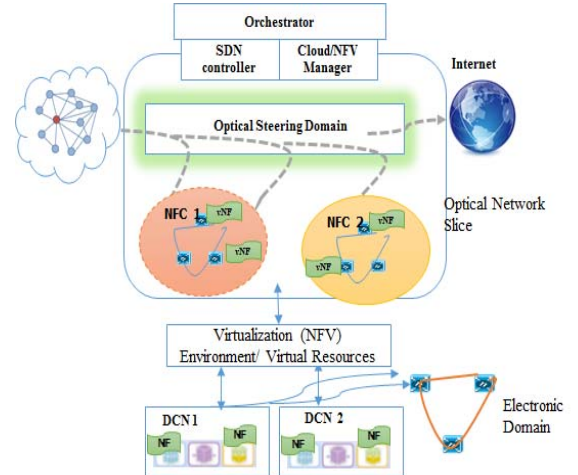 Orchestrator
SDN
controller
Cloud/NFV
Manager
Internet
Optical Steering Domain
NFC 1
vNF
vNF
NFC 2
vNF
vNF
Optical Network
Slice
Virtualization (NFV)
Environment/ Virtual Resources
DCN 1
NF
NF
DCN 2
NF
NF
Electronic
Domain